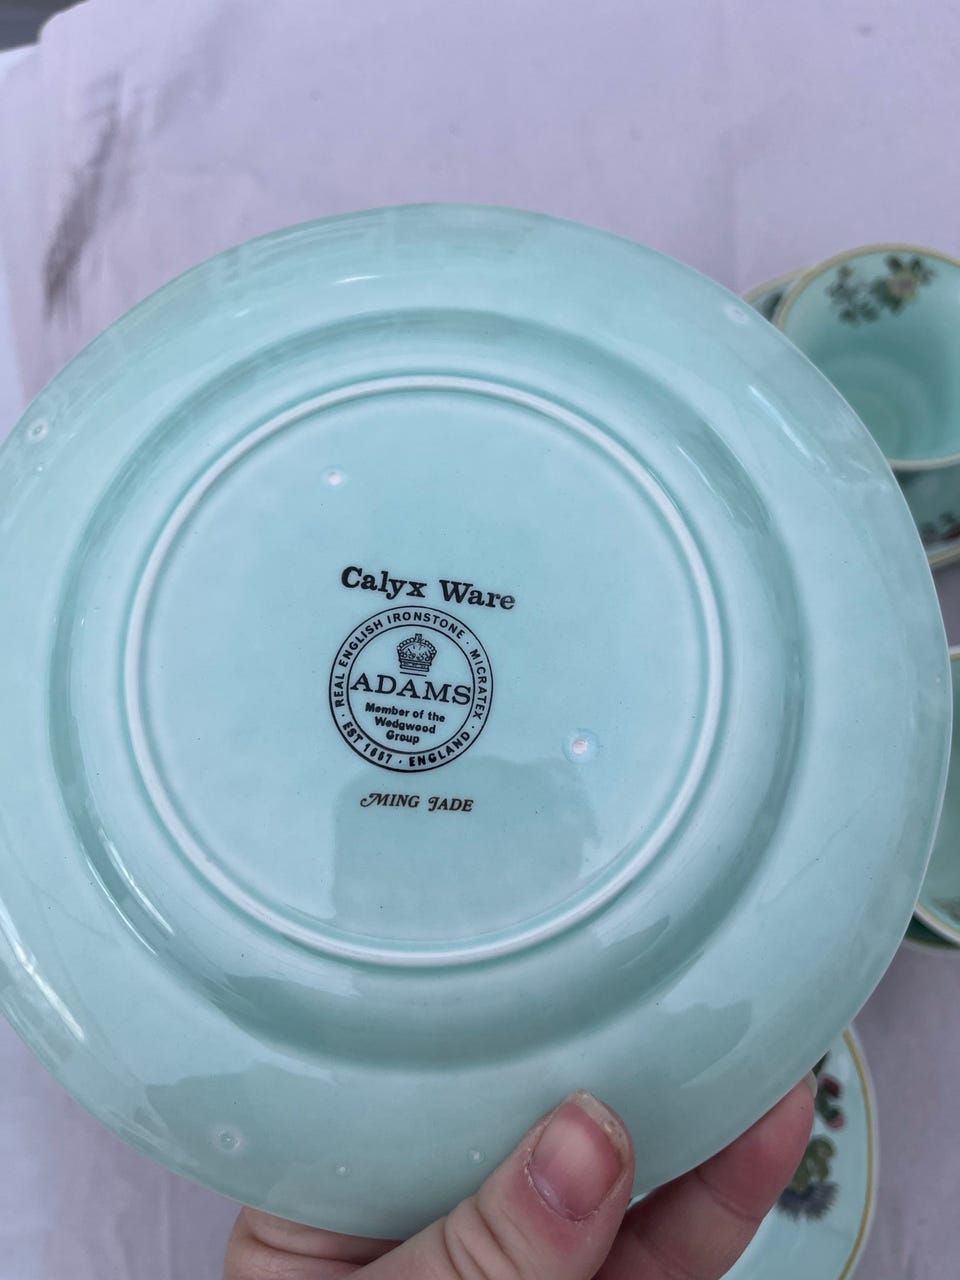 Calyx Ware
REAL ENGLISH IRONSTONE · MICRATEX ·
ADAMS
Member of the
Wedgwood
Group
· EST 1657 · ENGLAND
MING JADE